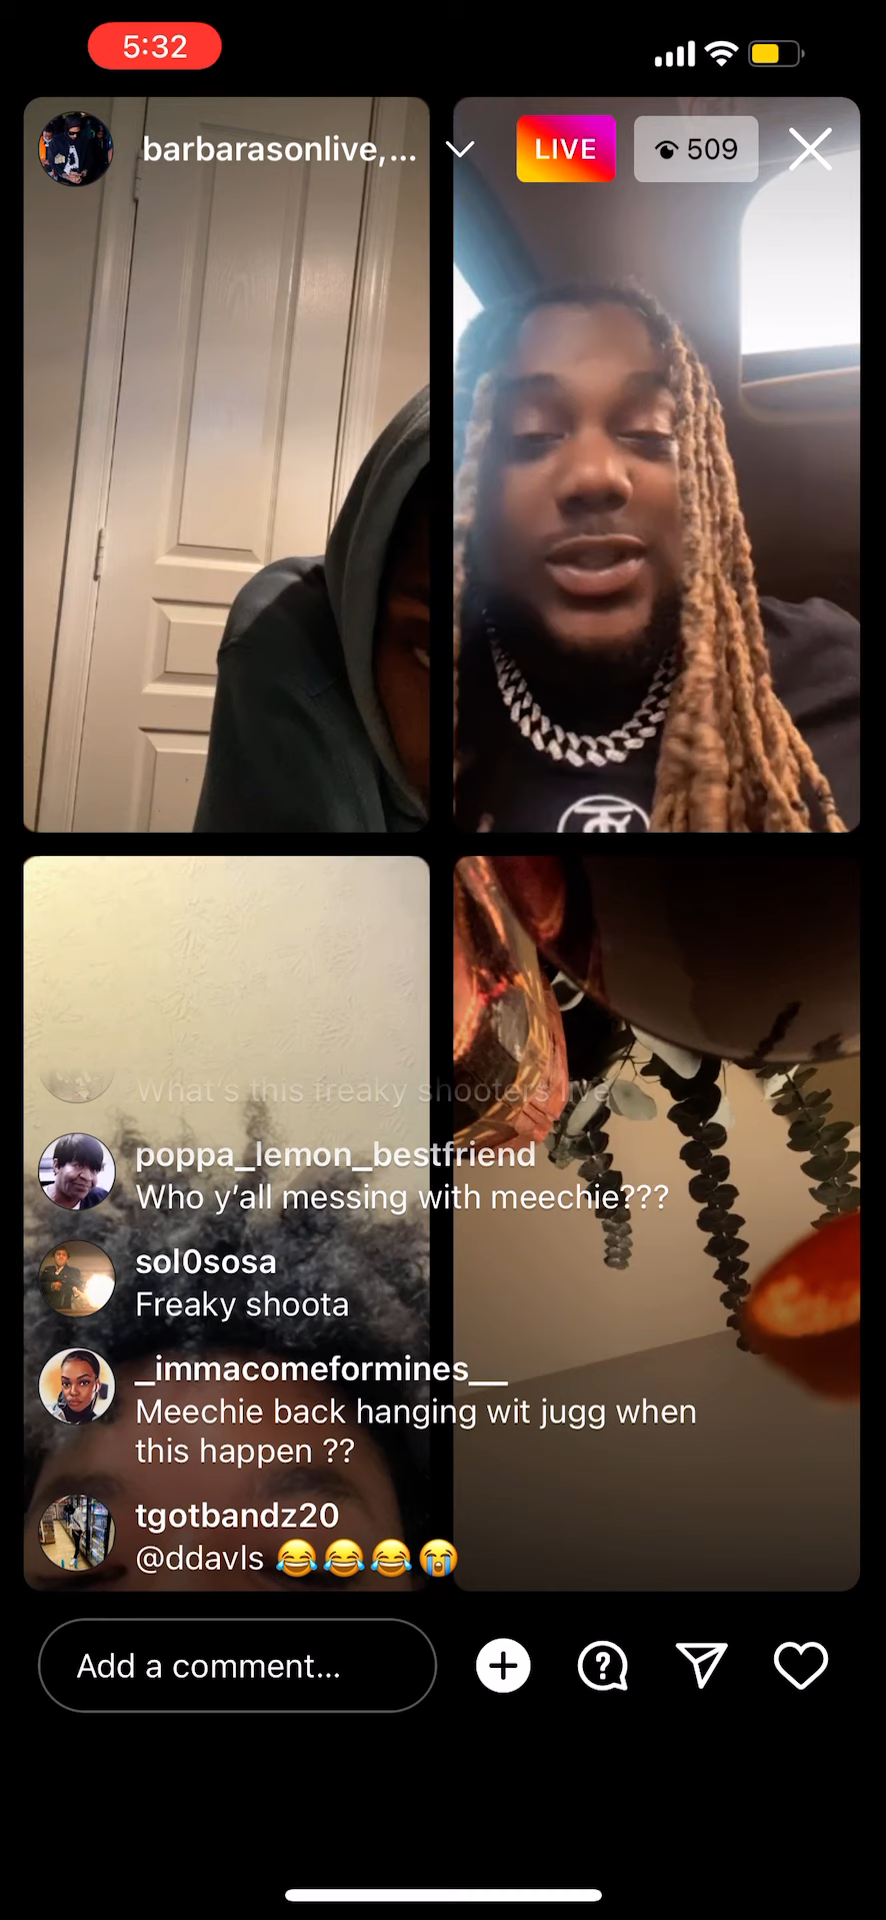 5:32
barbarasonlive,...
LIVE
509
What's this freaky shooters live
poppa_lemon_bestfriend
Who y'all messing with meechie???
sol0sosa
Freaky shoota
_immacomeformines__
Meechie back hanging wit jugg when
this happen ??
tgotbandz20
@ddavls 😂😂😂😭
Add a comment...